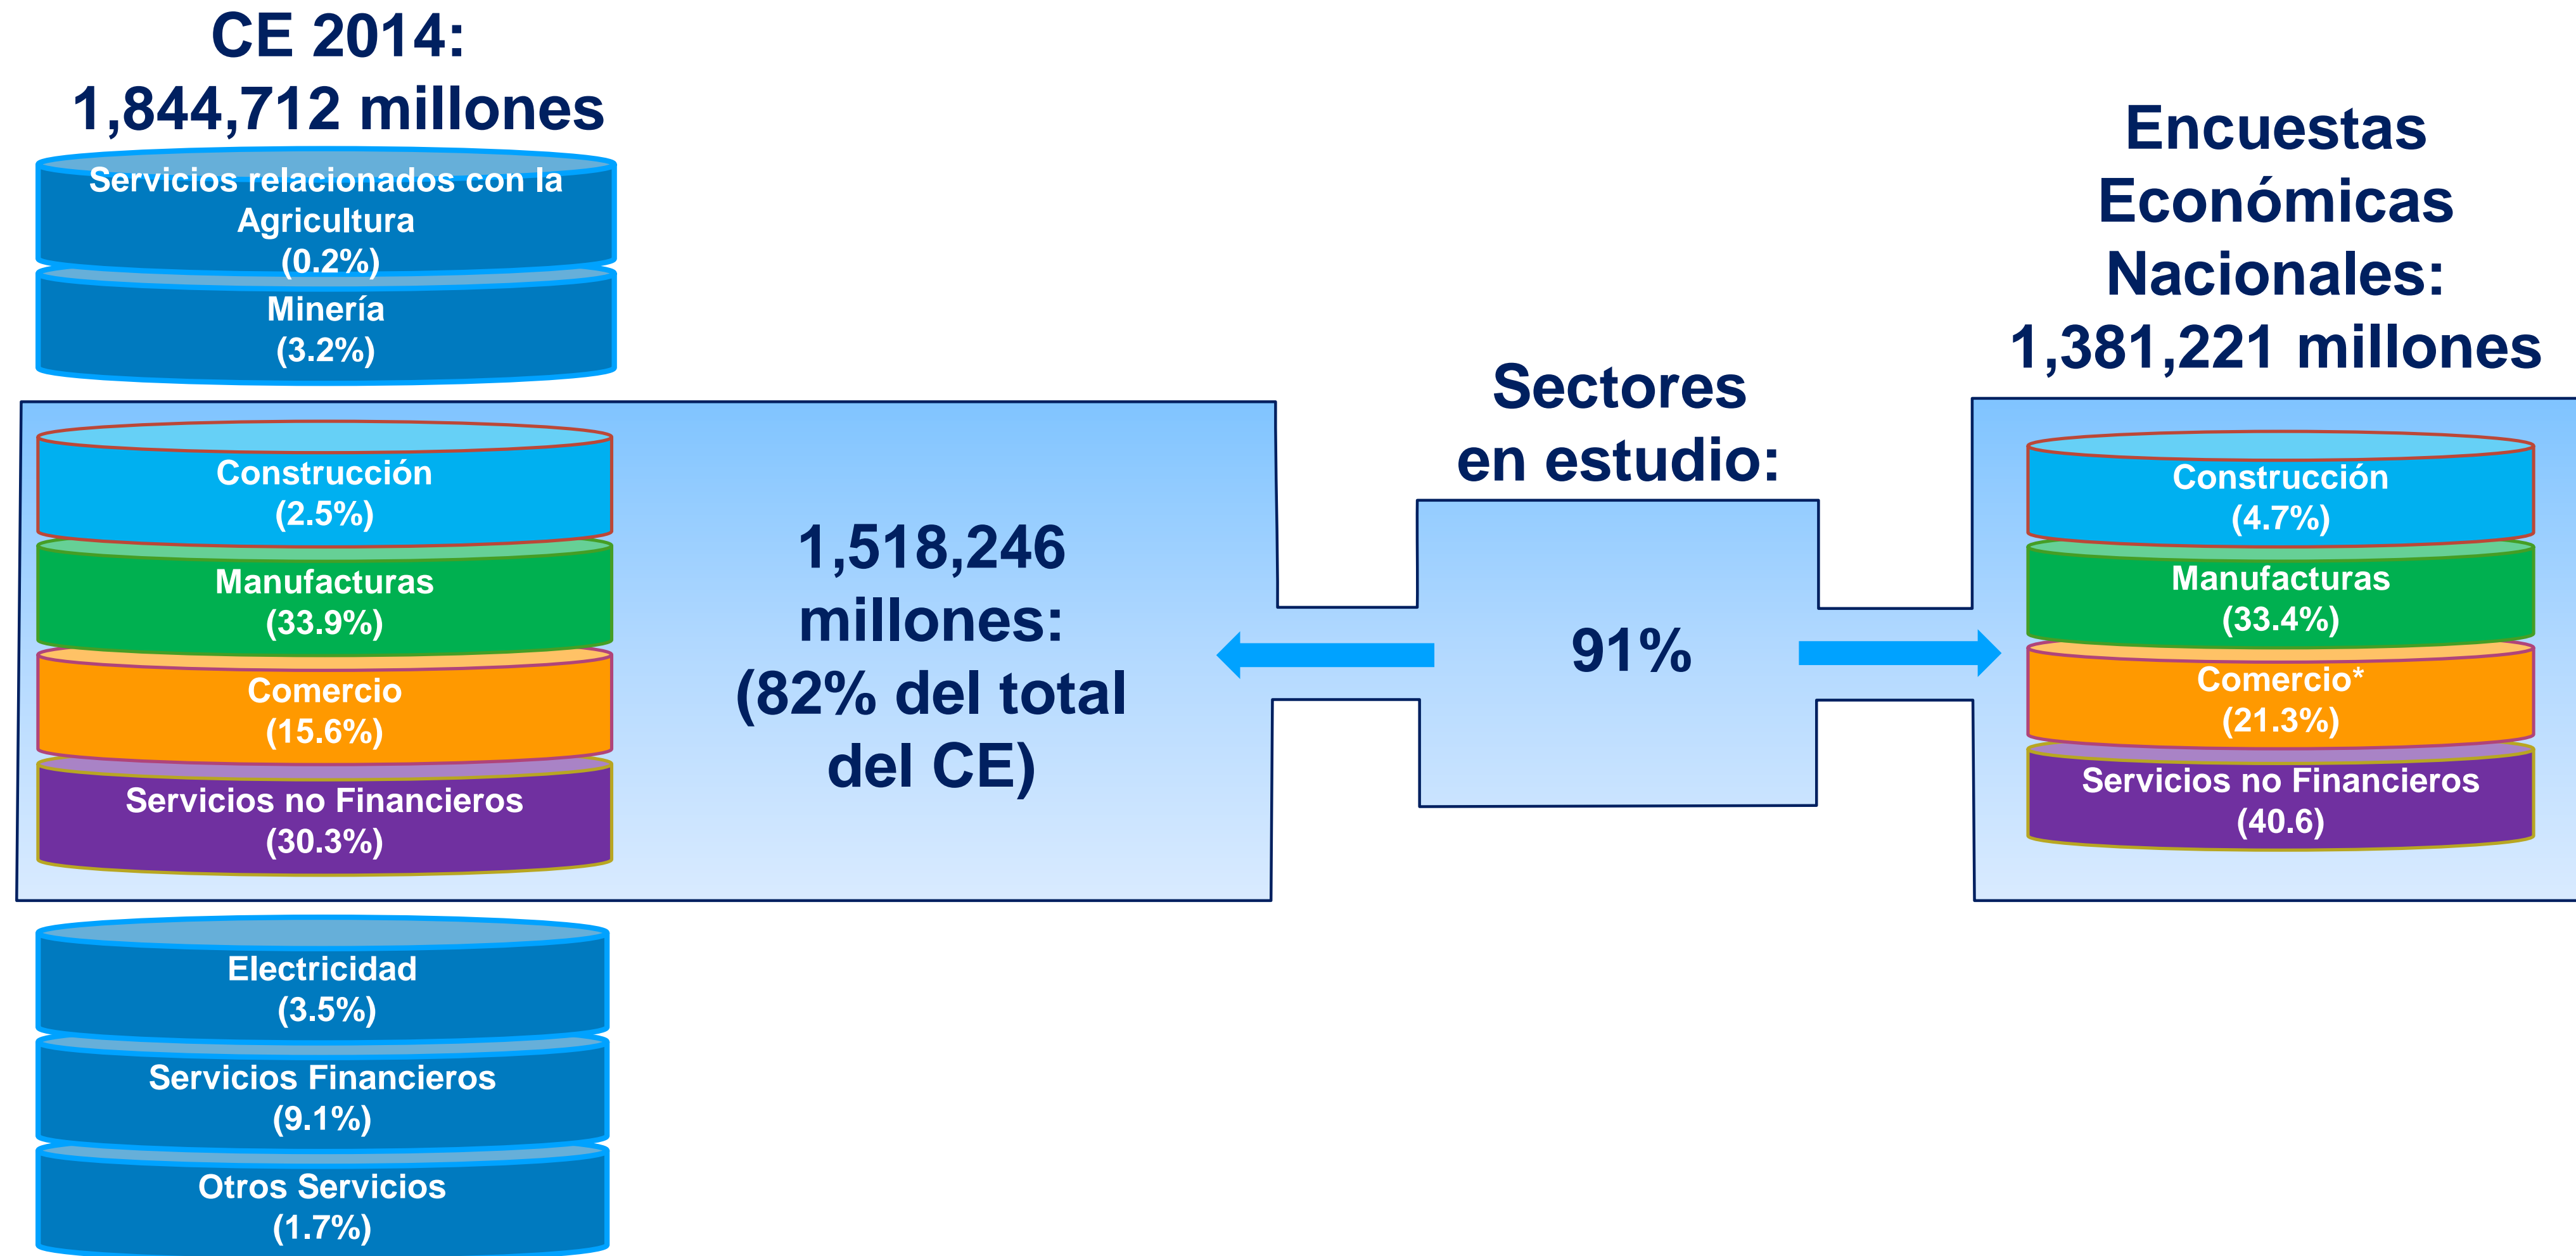 CE 2014:
1,844,712 millones
Servicios relacionados con la
Agricultura
(0.2%)
Minería
(3.2%)
Construcción
(2.5%)
Manufacturas
(33.9%)
Comercio
(15.6%)
Servicios no Financieros
(30.3%)
Electricidad
(3.5%)
Servicios Financieros
(9.1%)
Otros Servicios
(1.7%)
1,518,246
millones:
(82% del total
del CE)
Sectores
en estudio:
91%
Encuestas
Económicas
Nacionales:
1,381,221 millones
Construcción
(4.7%)
Manufacturas
(33.4%)
Comercio*
(21.3%)
Servicios no Financieros
(40.6)